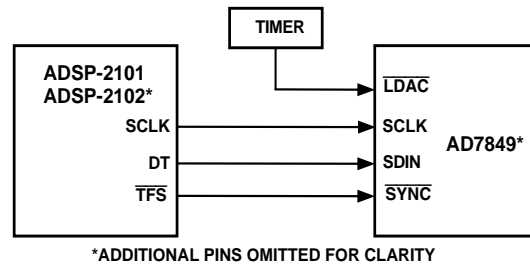 TIMER
ADSP-2101
ADSP-2102*
SCLK
DT
TFS
LDAC
SCLK
SDIN
SYNC
AD7849*
*ADDITIONAL PINS OMITTED FOR CLARITY